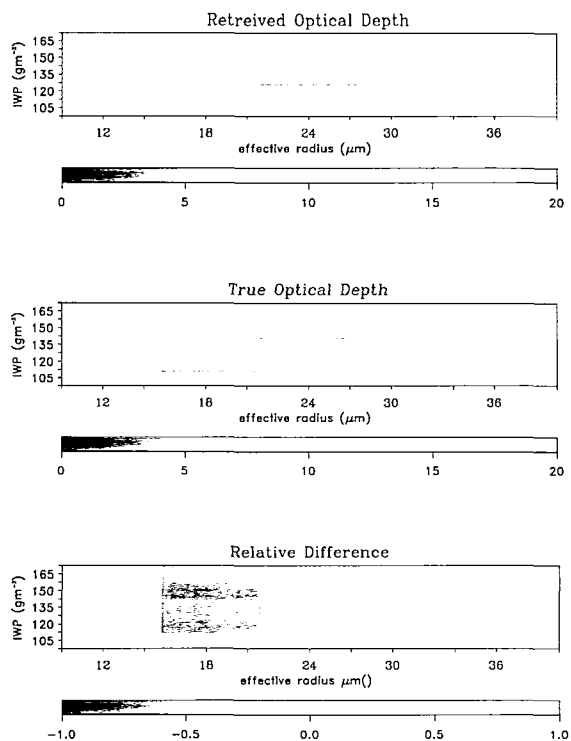 Retreived Optical Depth
IWP (gm⁻²)
165
150
135
120
105
12 18 24 30 36
effective radius (μm)
0 5 10 15 20
True Optical Depth
IWP (gm⁻²)
165
150
135
120
105
12 18 24 30 36
effective radius (μm)
0 5 10 15 20
Relative Difference
IWP (gm⁻²)
165
150
135
120
105
12 18 24 30 36
effective radius μm()
-1.0 -0.5 0.0 0.5 1.0